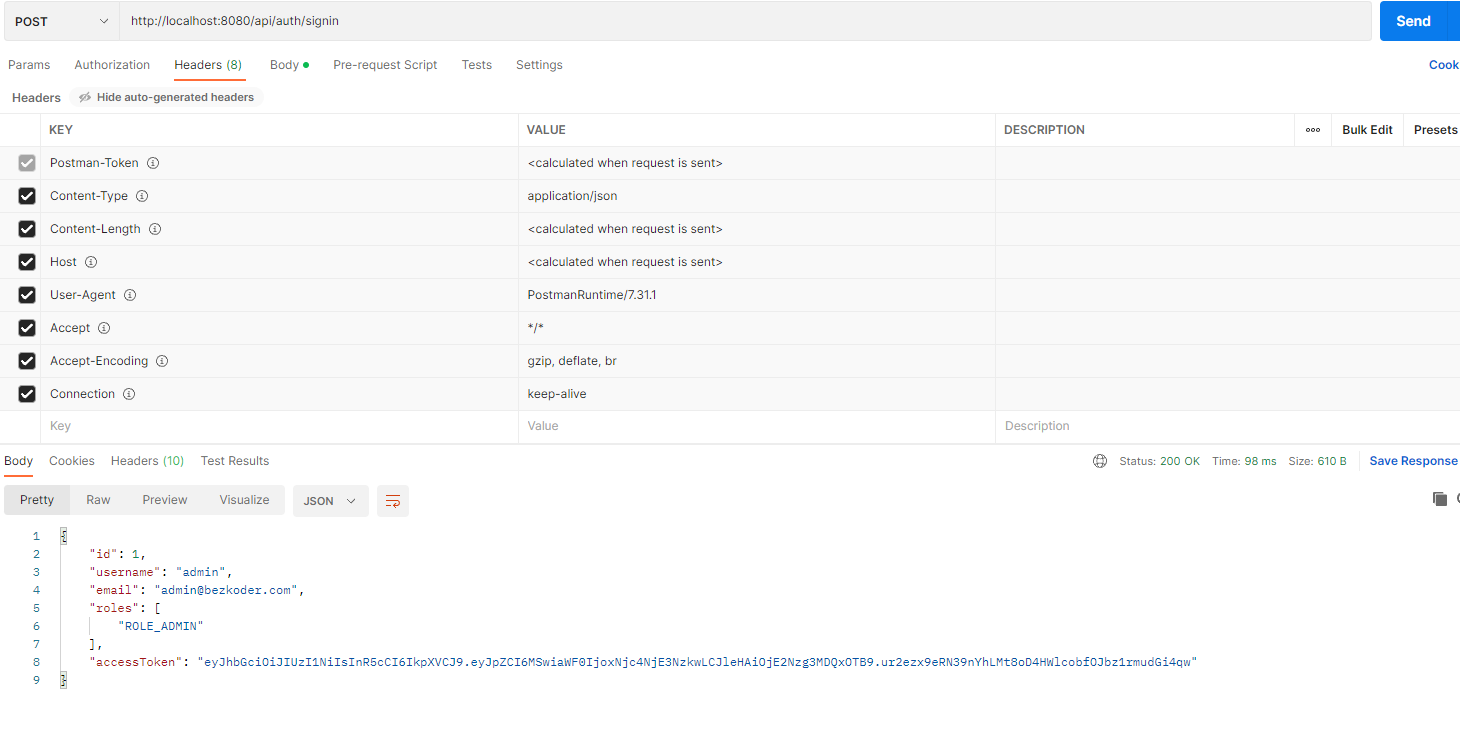 POST http://localhost:8080/api/auth/signin Send
Params Authorization Headers (8) Body Pre-request Script Tests Settings Cook
Headers Hide auto-generated headers
KEY VALUE DESCRIPTION ooo Bulk Edit Presets
Postman-Token <calculated when request is sent>
Content-Type application/json
Content-Length <calculated when request is sent>
Host <calculated when request is sent>
User-Agent PostmanRuntime/7.31.1
Accept */*
Accept-Encoding gzip, deflate, br
Connection keep-alive
Key Value Description
Body Cookies Headers (10) Test Results Status: 200 OK Time: 98 ms Size: 610 B Save Response
Pretty Raw Preview Visualize JSON
1 {
2 "id": 1,
3 "username": "admin",
4 "email": "admin@bezkoder.com",
5 "roles": [
6 "ROLE_ADMIN"
7 ],
8 "accessToken": "eyJhbGciOiJIUzI1NiIsInR5cCI6IkpXVCJ9.eyJpZCI6MSwiaWF0IjoxNjc4NjE3NzkwLCJleHAiOjE2Nzg3MDQxOTB9.ur2ezx9eRN39nYhLMt8oD4HWlcobfOJbz1rmudGi4qw"
9 }